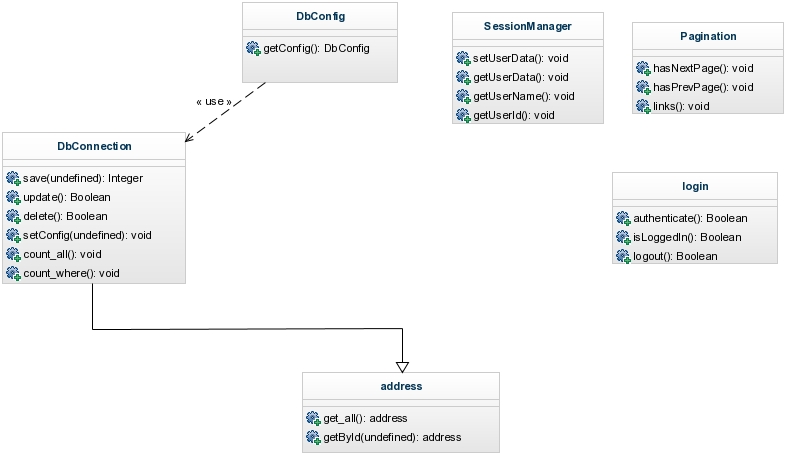 DbConfig
getConfig(): DbConfig
SessionManager
setUserData(): void
getUserData(): void
getUserName(): void
getUserId(): void
Pagination
hasNextPage(): void
hasPrevPage(): void
links(): void
« use »
DbConnection
save(undefined): Integer
update(): Boolean
delete(): Boolean
setConfig(undefined): void
count_all(): void
count_where(): void
login
authenticate(): Boolean
isLoggedIn(): Boolean
logout(): Boolean
address
get_all(): address
getById(undefined): address